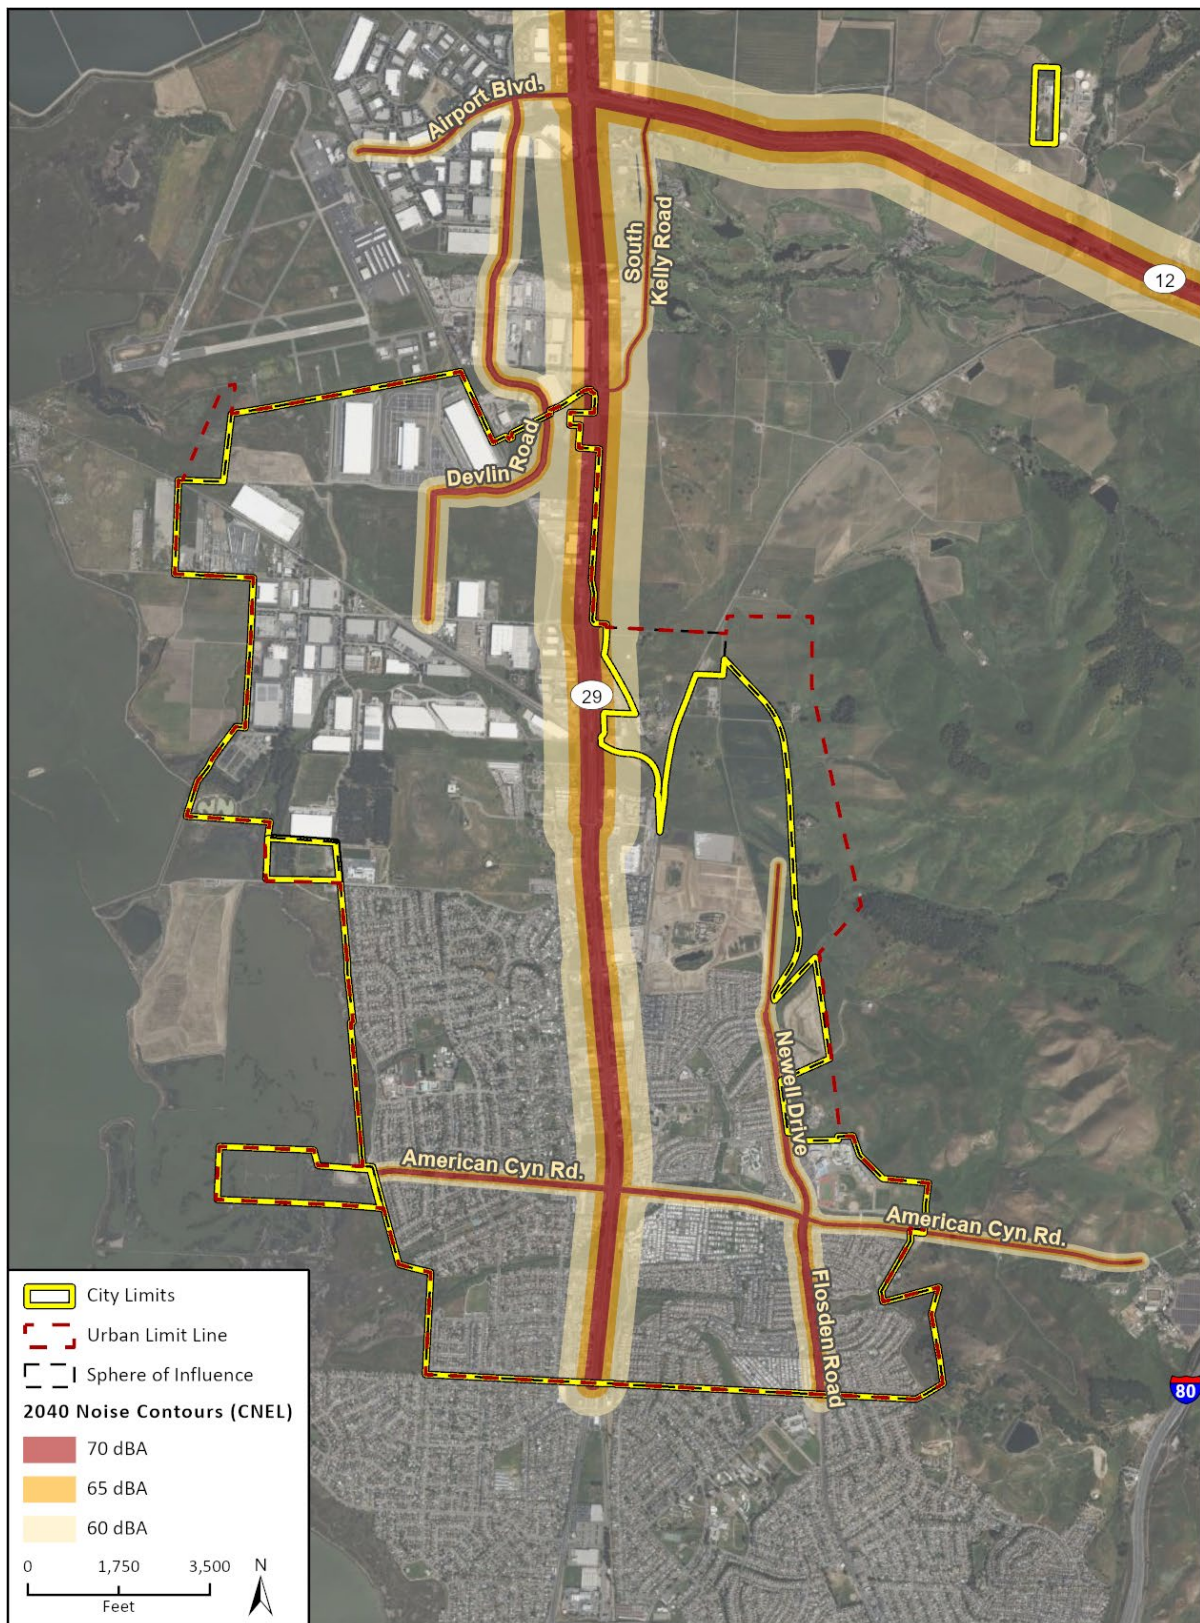 Airport Blvd.
South
Kelly Road
12
Devlin Road
29
Newell Drive
American Cyn Rd.
American Cyn Rd.
Flosden Road
80
City Limits
Urban Limit Line
Sphere of Influence
2040 Noise Contours (CNEL)
70 dBA
65 dBA
60 dBA
0 1,750 3,500
Feet
N